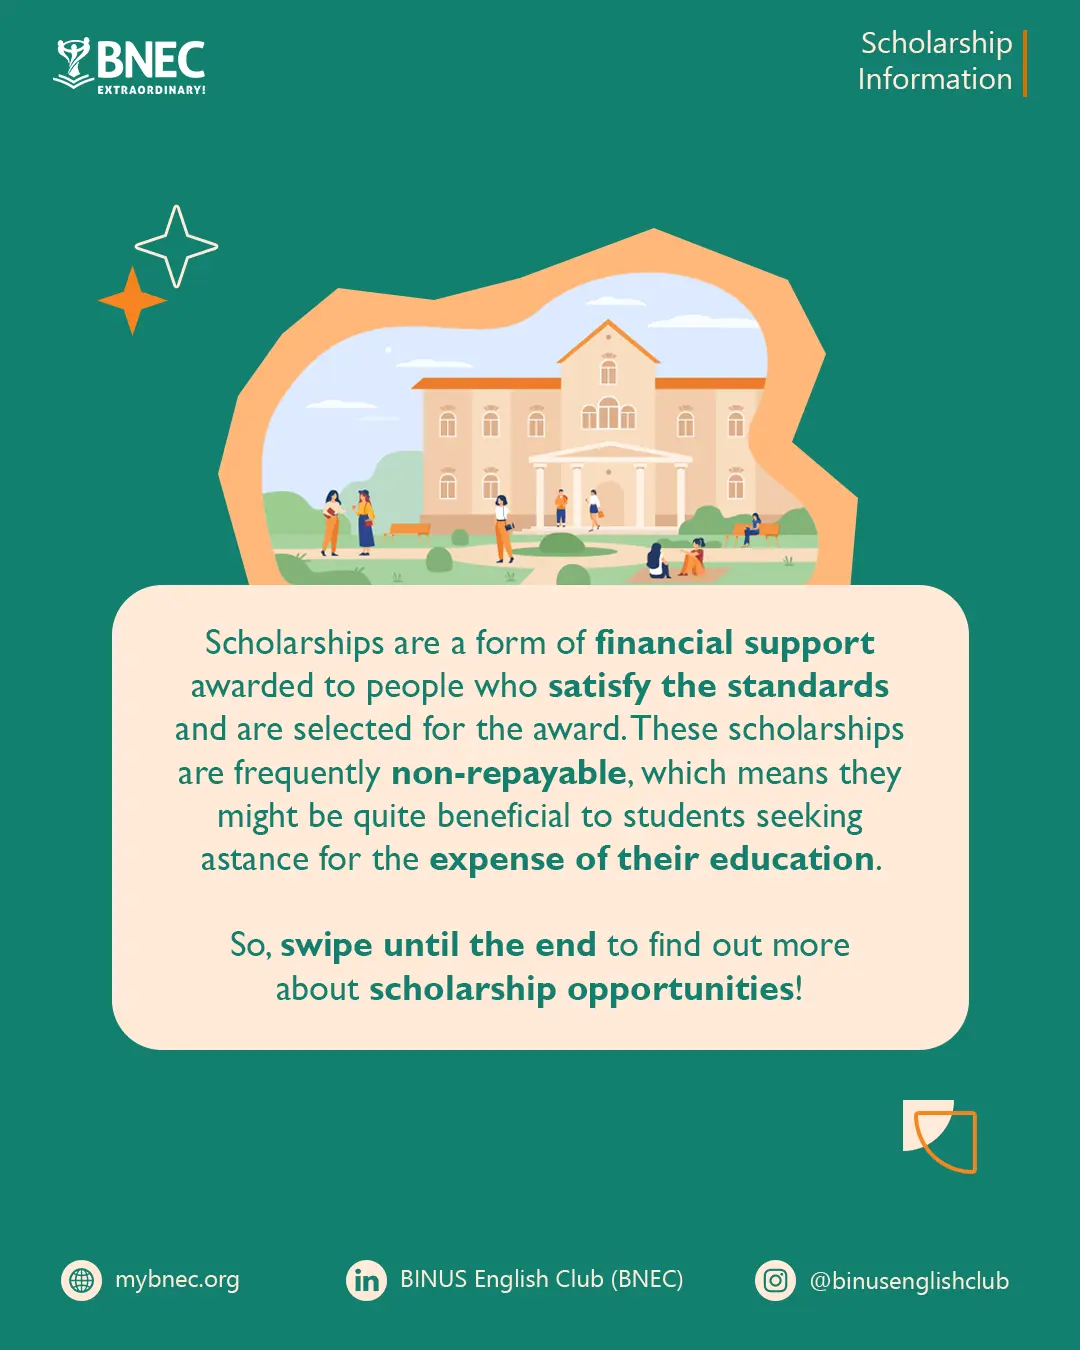 BNEC
EXTRAORDINARY!
Scholarship
Information
Scholarships are a form of financial support
awarded to people who satisfy the standards
and are selected for the award. These scholarships
are frequently non-repayable, which means they
might be quite beneficial to students seeking
astance for the expense of their education.
So, swipe until the end to find out more
about scholarship opportunities!
mybnec.org
in
BINUS English Club (BNEC)
@binusenglishclub